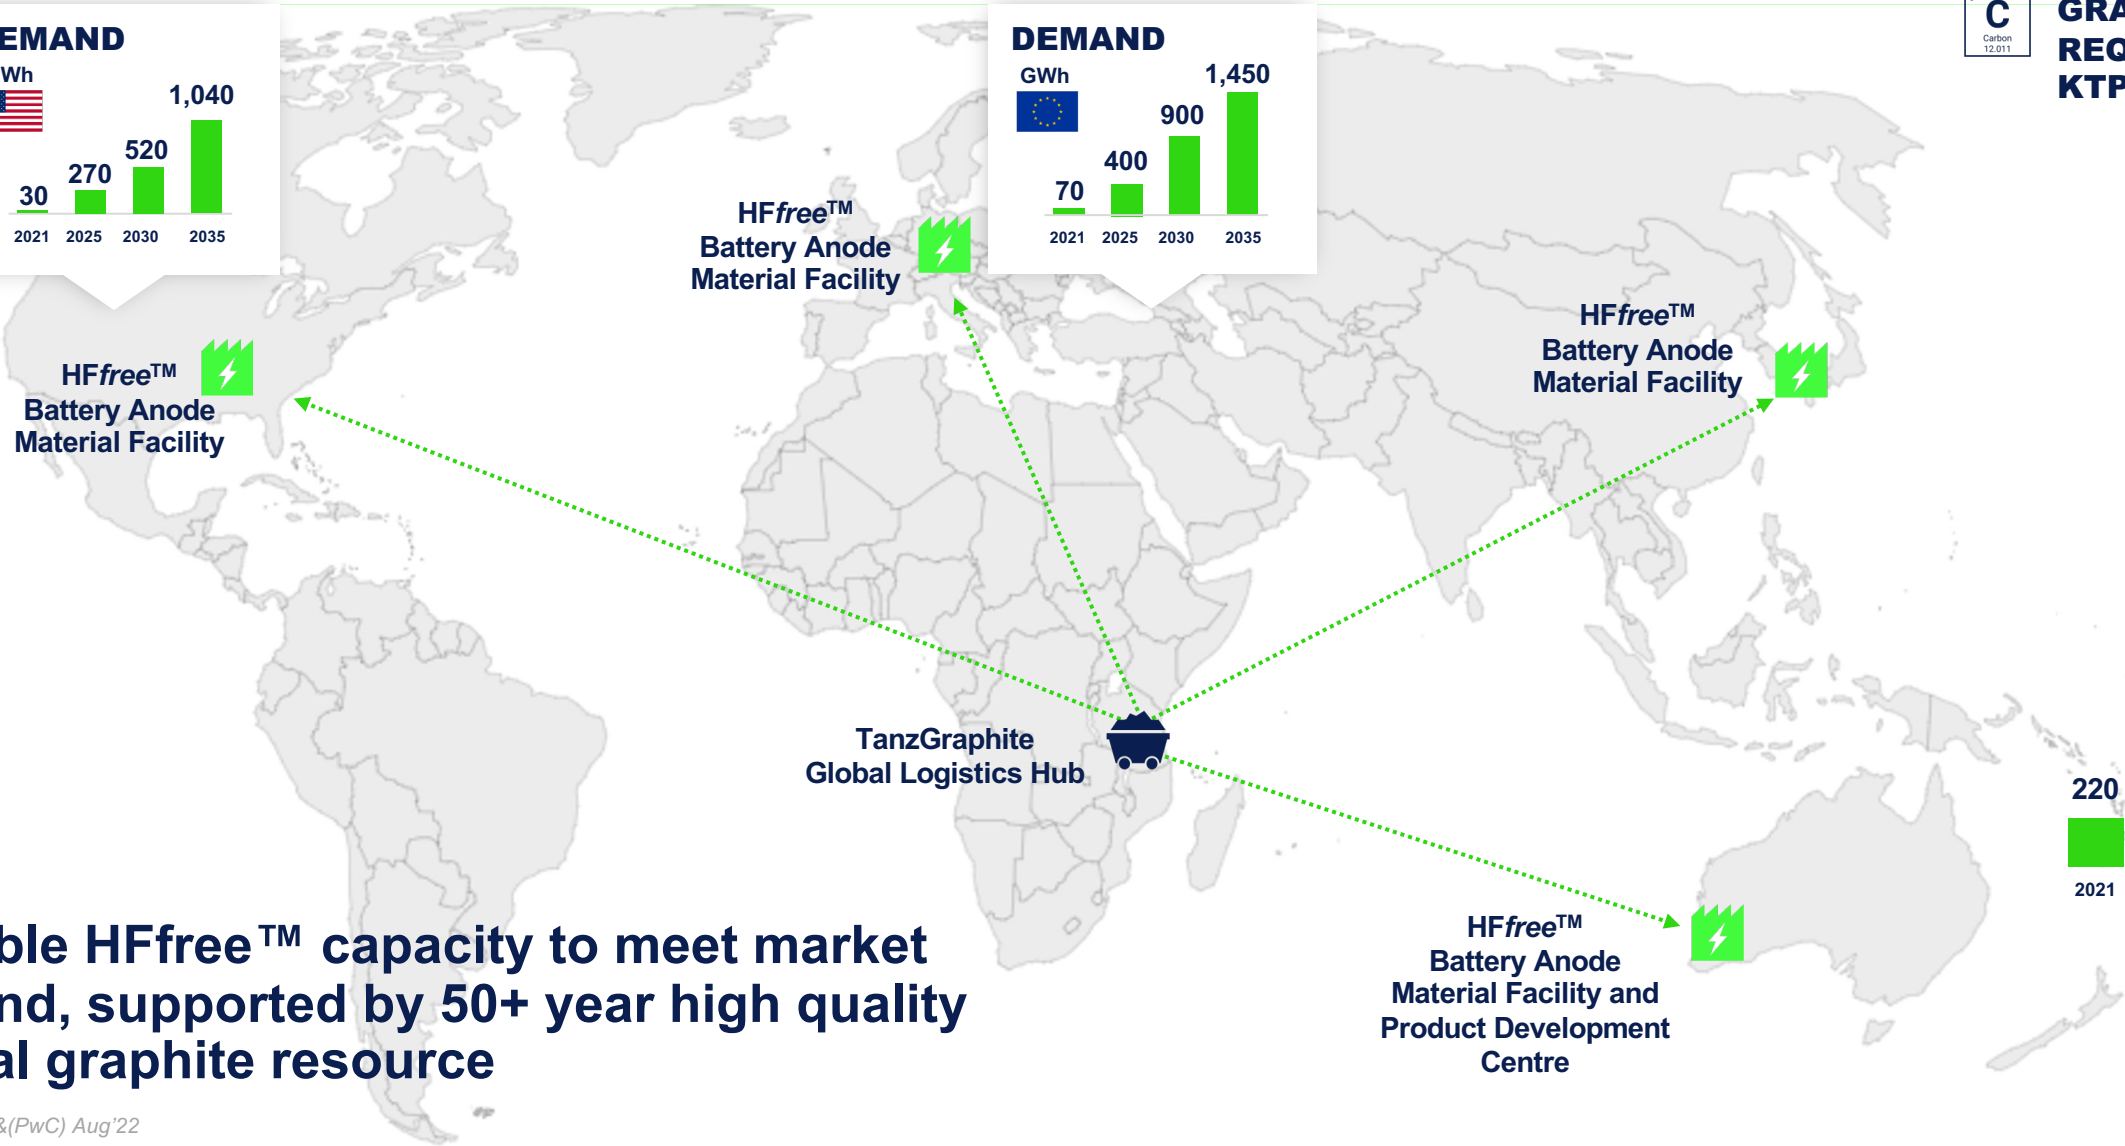 EMAND
Wh
1,040
520
270
30
2021 2025 2030 2035
DEMAND
GWh
1,450
900
400
70
2021 2025 2030 2035
C
Carbon
12.011
GRA
REQ
KTP
HFfree™
Battery Anode
Material Facility
HFfree™
Battery Anode
Material Facility
HFfree™
Battery Anode
Material Facility
TanzGraphite
Global Logistics Hub
220
2021
HFfree™
Battery Anode
Material Facility and
Product Development
Centre
ble HFfree™ capacity to meet market
nd, supported by 50+ year high quality
al graphite resource
&(PwC) Aug'22